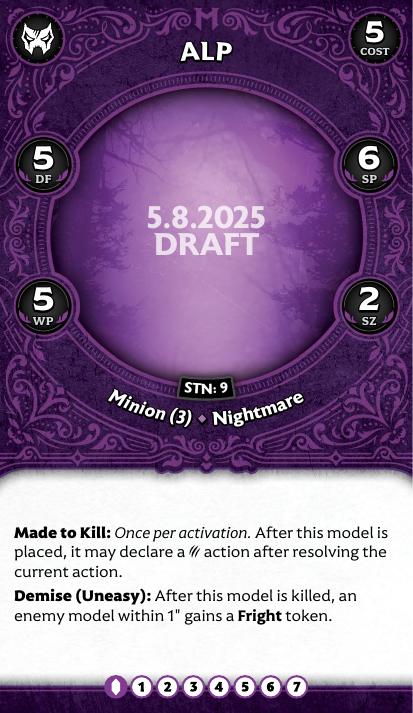 ALP
5
COST
5
DF
6
SP
5.8.2025
DRAFT
5
WP
2
SZ
STN: 9
Minion (3) ♦ Nightmare
Made to Kill: Once per activation. After this model is
placed, it may declare a action after resolving the
current action.
Demise (Uneasy): After this model is killed, an
enemy model within 1" gains a Fright token.
1 2 3 4 5 6 7